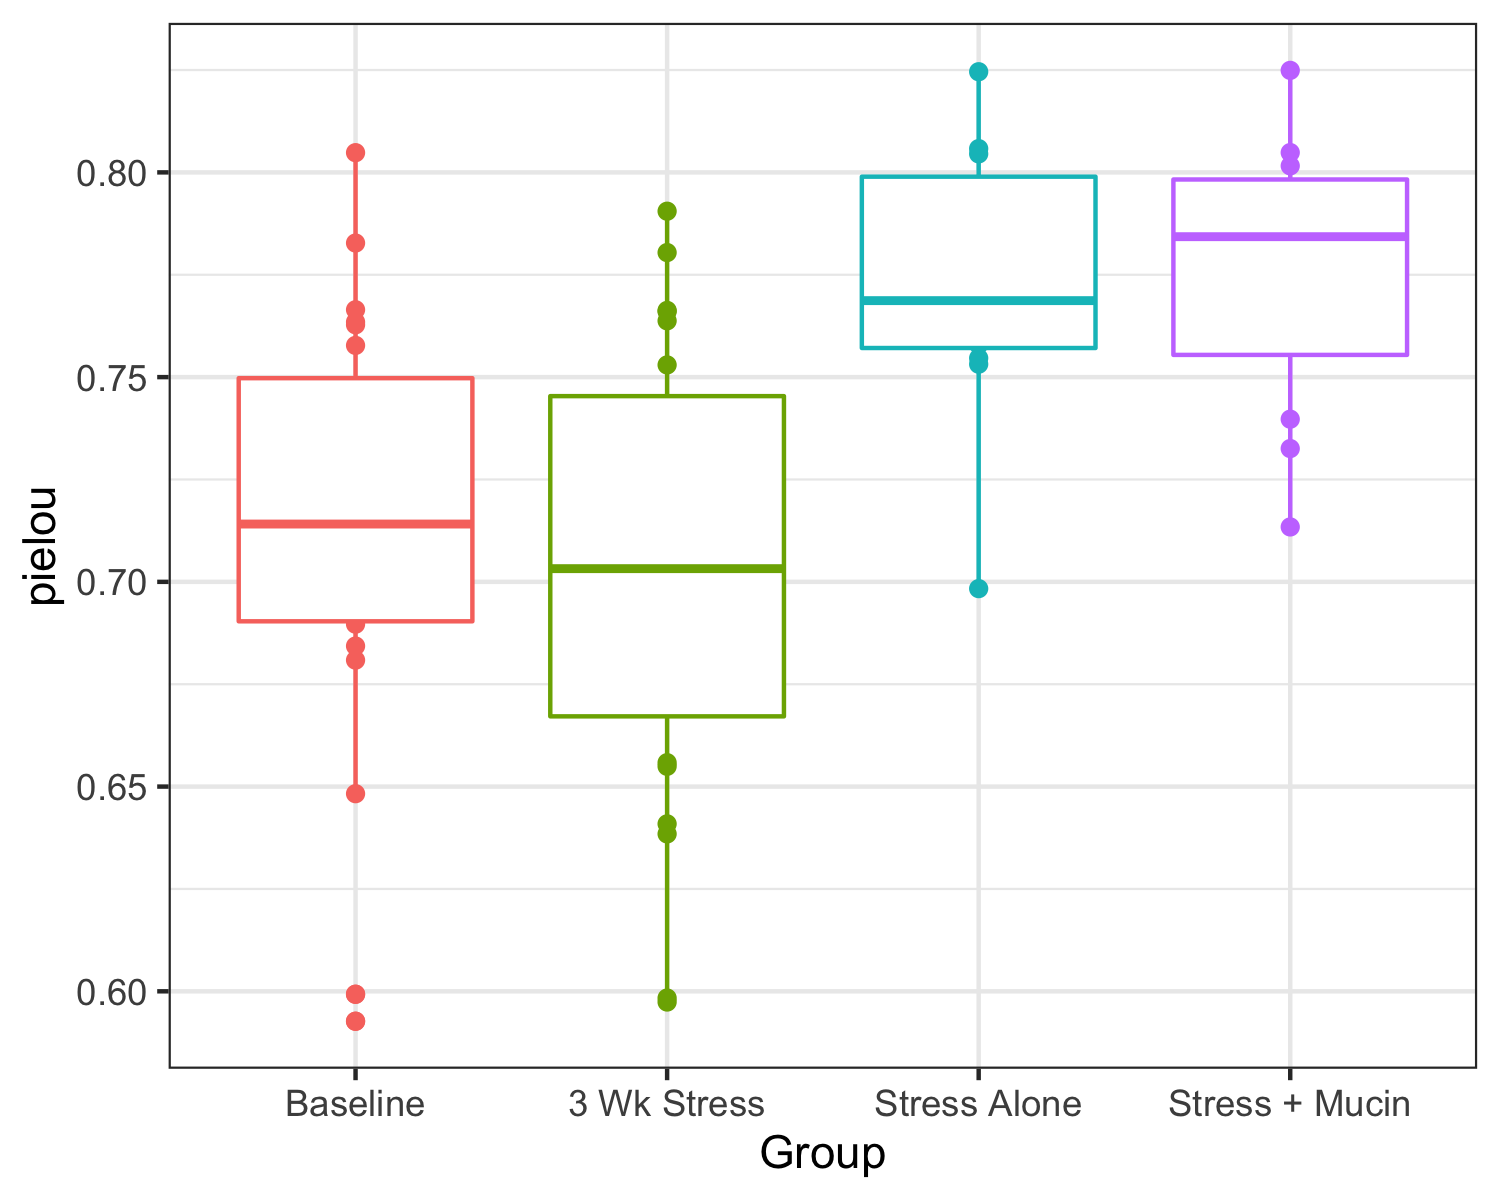 pielou
0.80
0.75
0.70
0.65
0.60
Baseline
3 Wk Stress
Stress Alone
Stress + Mucin
Group